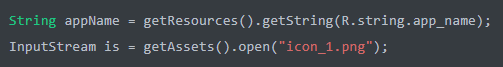 String appName = getResources().getString(R.string.app_name);
InputStream is = getAssets().open("icon_1.png");